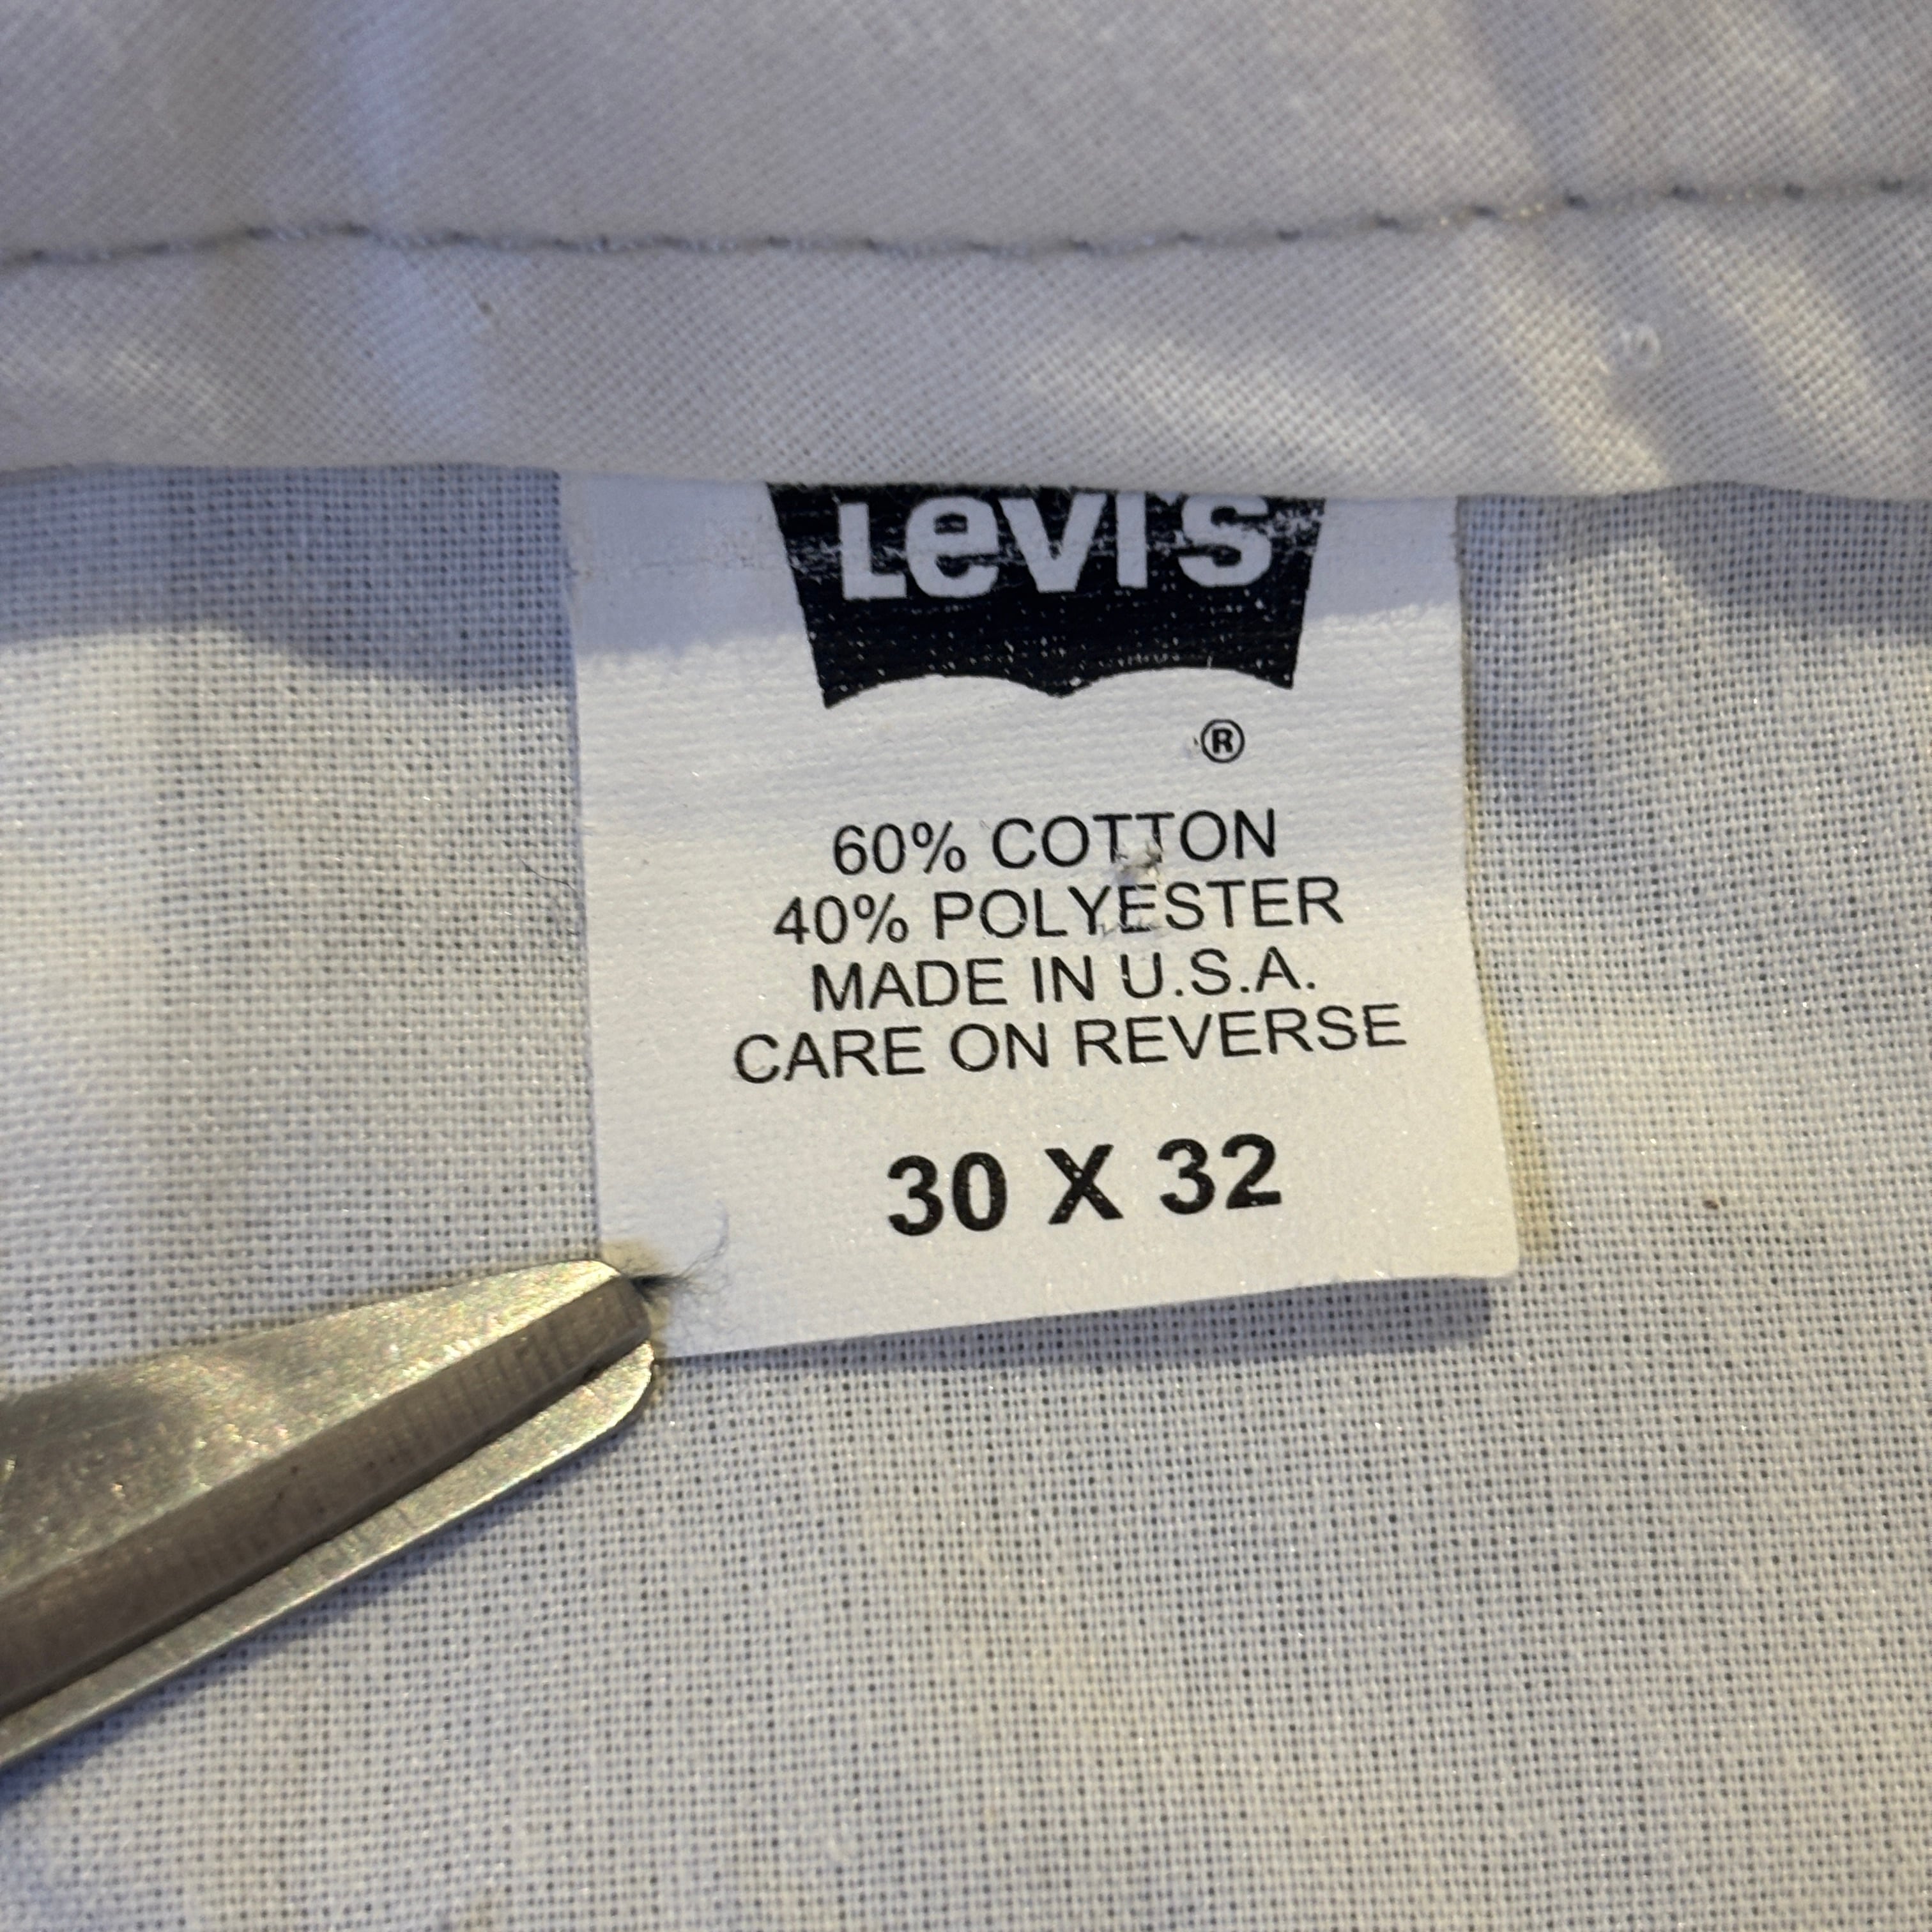 Levi's
®
60% COTTON
40% POLYESTER
MADE IN U.S.A.
CARE ON REVERSE
30 X 32